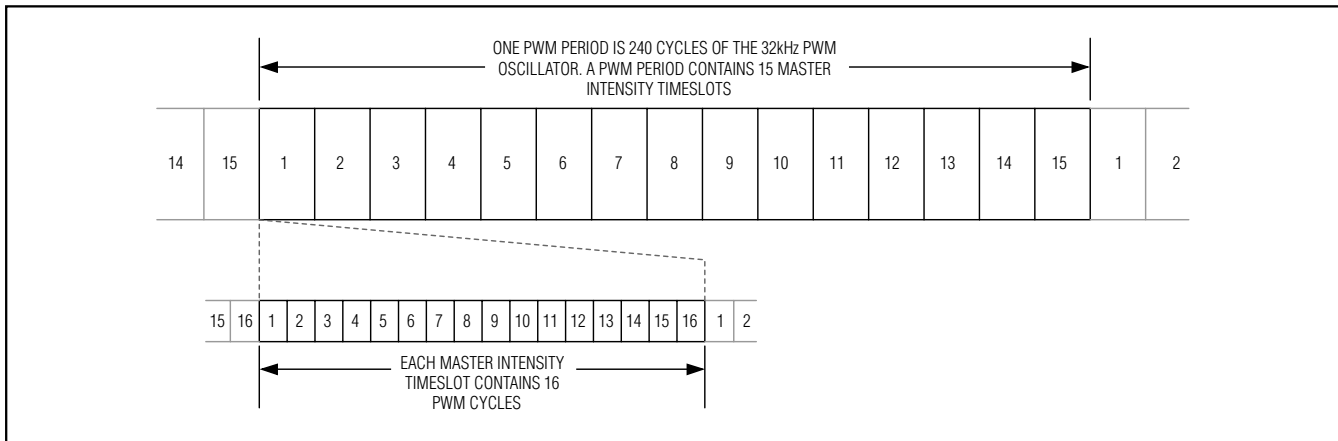 ONE PWM PERIOD IS 240 CYCLES OF THE 32kHz PWM
OSCILLATOR. A PWM PERIOD CONTAINS 15 MASTER
INTENSITY TIMESLOTS
14 15 1 2 3 4 5 6 7 8 9 10 11 12 13 14 15 1 2
15 16 1 2 3 4 5 6 7 8 9 10 11 12 13 14 15 16 1 2
EACH MASTER INTENSITY
TIMESLOT CONTAINS 16
PWM CYCLES